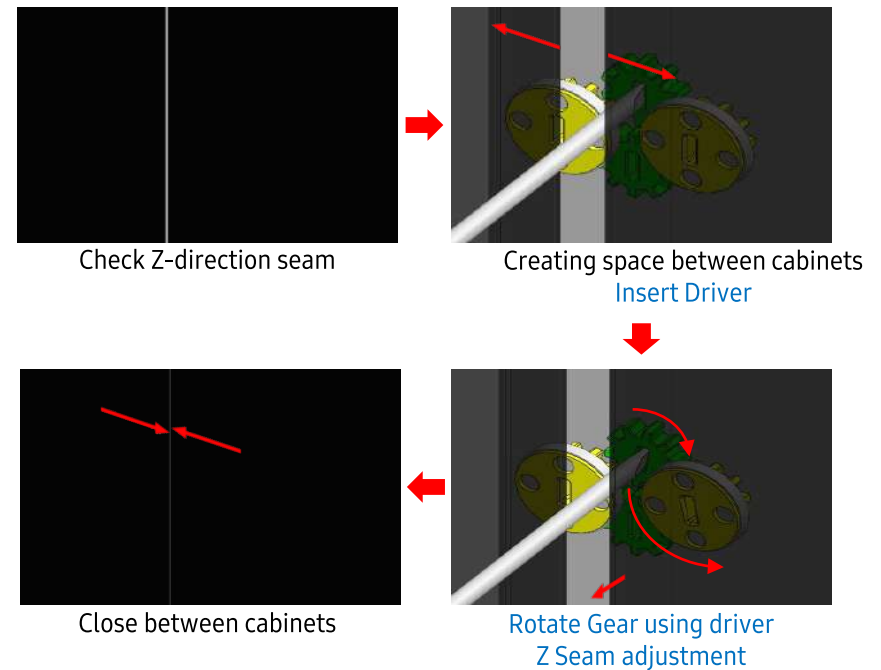 Check Z-direction seam
Creating space between cabinets
Insert Driver
Rotate Gear using driver
Z Seam adjustment
Close between cabinets